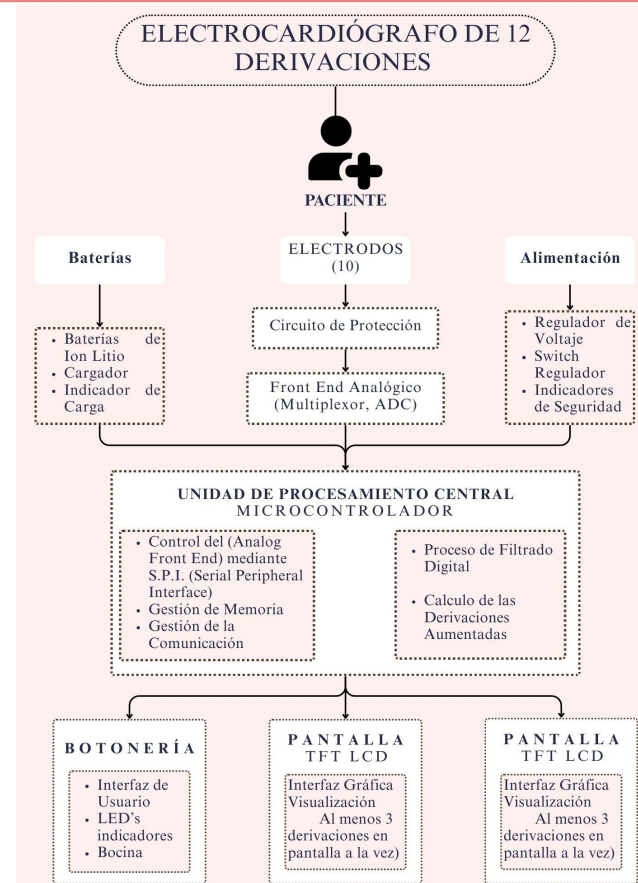 ELECTROCARDIÓGRAFO DE 12
DERIVACIONES
PACIENTE
Baterías
ELECTRODOS
(10)
Alimentación
• Baterías de
Ion Litio
• Cargador
• Indicador de
Carga
Circuito de Protección
Front End Analógico
(Multiplexor, ADC)
• Regulador de
Voltaje
• Switch
Regulador
• Indicadores
de Seguridad
UNIDAD DE PROCESAMIENTO CENTRAL
MICROCONTROLADOR
• Control del (Analog
Front End) mediante
S.P.I. (Serial Peripheral
Interface)
• Gestión de Memoria
• Gestión de la
Comunicación
• Proceso de Filtrado
Digital
• Calculo de las
Derivaciones
Aumentadas
BOTONERÍA
• Interfaz de
Usuario
• LED's
indicadores
• Bocina
PANTALLA
TFT LCD
Interfaz Gráfica
Visualización
Al menos 3
derivaciones en
pantalla a la vez)
PANTALLA
TFT LCD
Interfaz Gráfica
Visualización
Al menos 3
derivaciones en
pantalla a la vez)